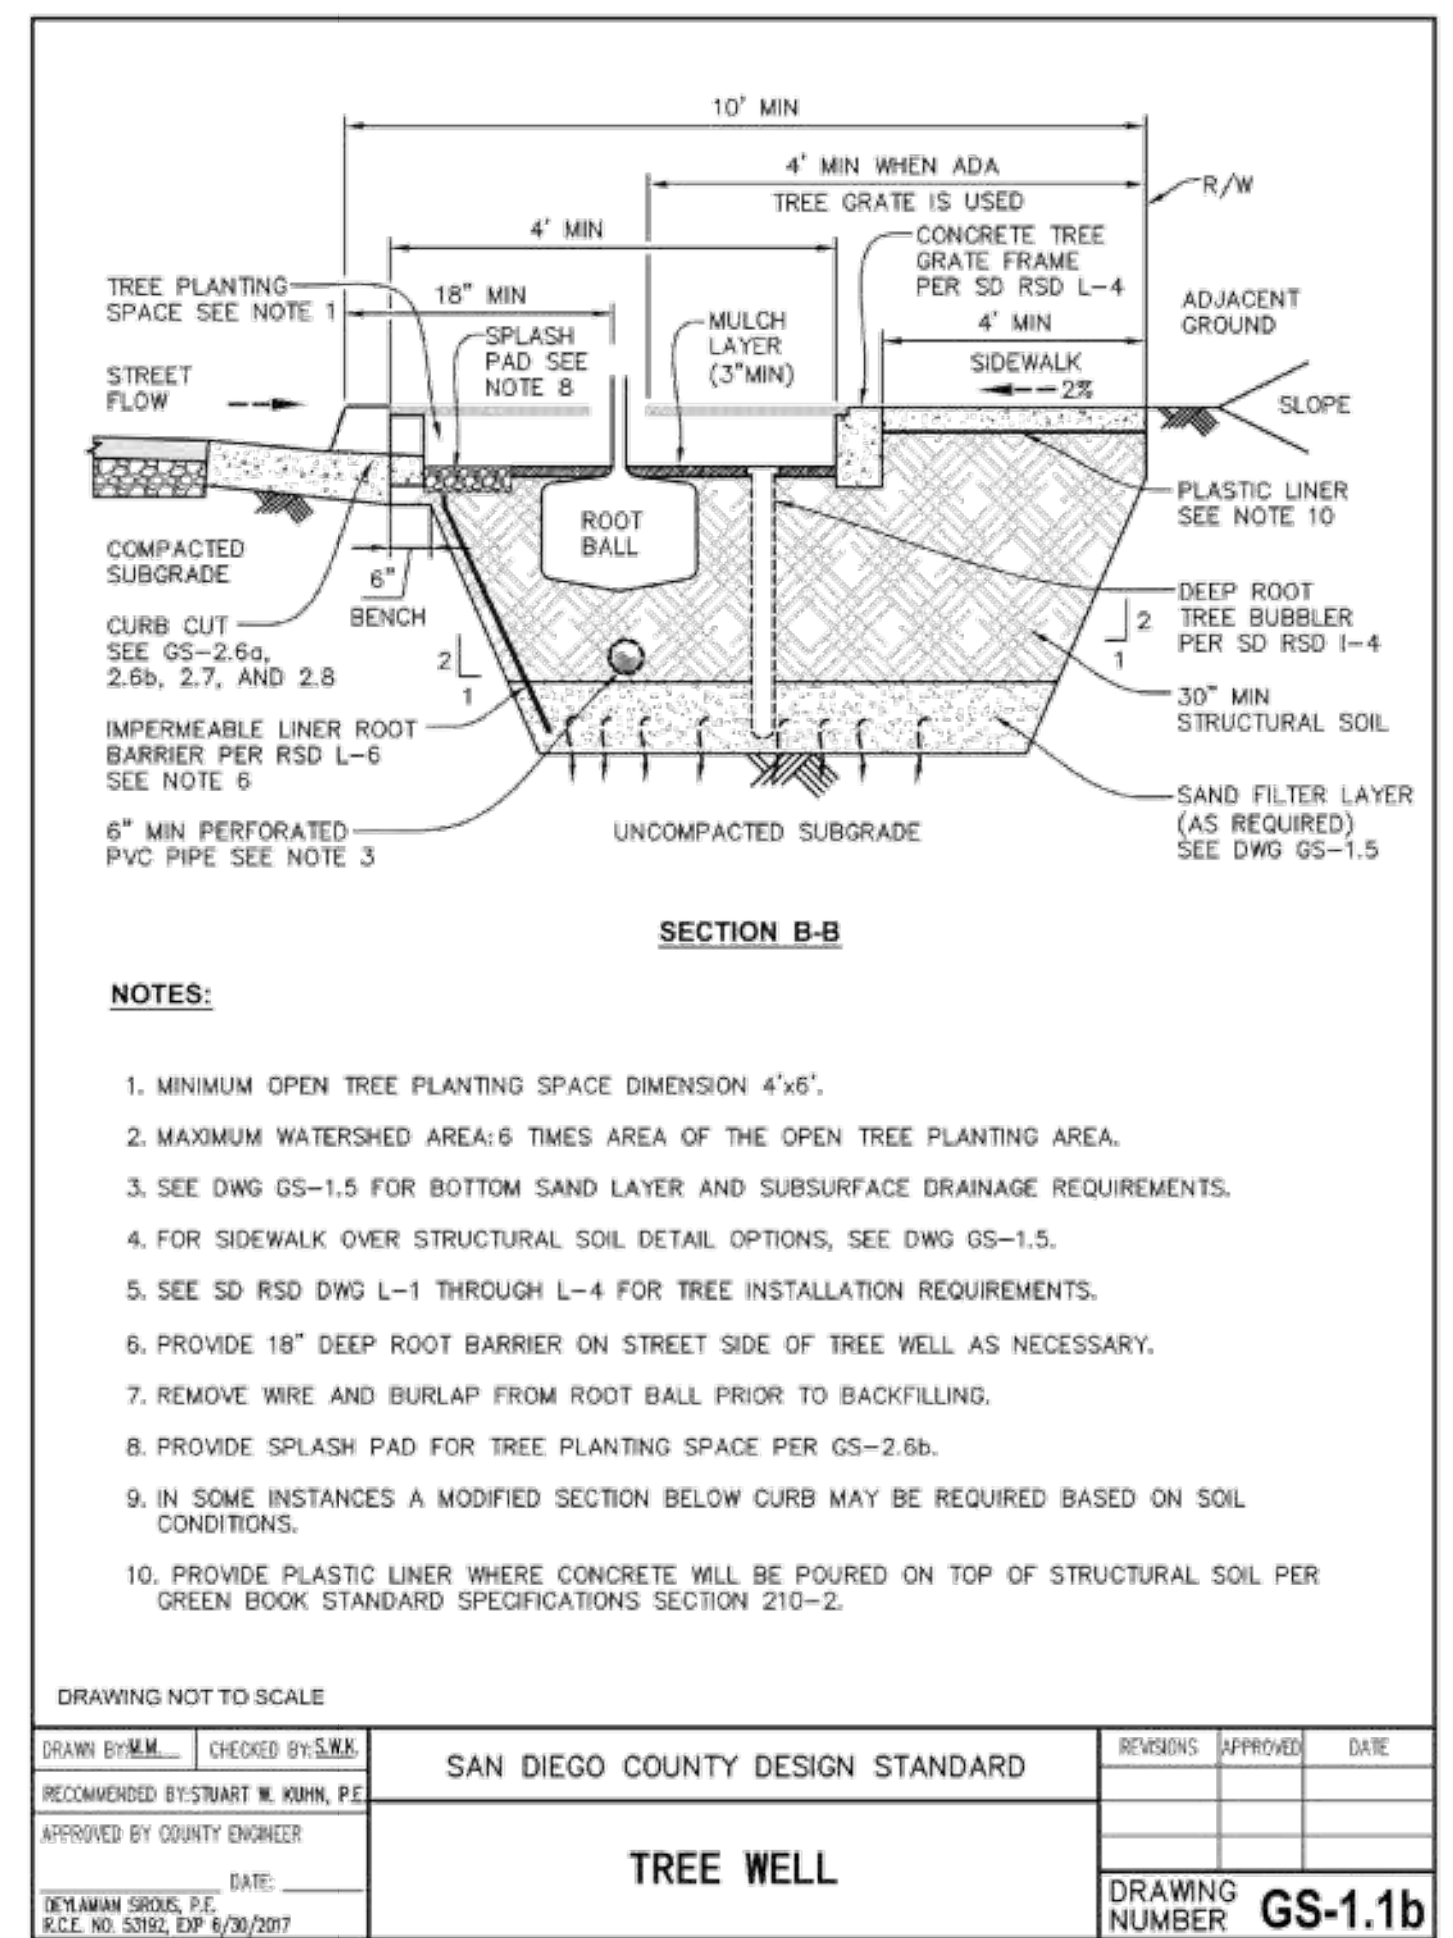 10' MIN
4' MIN WHEN ADA
TREE GRATE IS USED
R/W
4' MIN
CONCRETE TREE
GRATE FRAME
PER SD RSD L-4
TREE PLANTING
SPACE SEE NOTE 1
18" MIN
SPLASH
PAD SEE
NOTE 8
MULCH
LAYER
(3"MIN)
4' MIN
SIDEWALK
2%
ADJACENT
GROUND
STREET
FLOW
SLOPE
ROOT
BALL
PLASTIC LINER
SEE NOTE 10
COMPACTED
SUBGRADE
6"
BENCH
DEEP ROOT
TREE BUBBLER
PER SD RSD I-4
CURB CUT
SEE GS-2.6a,
2.6b, 2.7, AND 2.8
2
1
2
1
30" MIN
STRUCTURAL SOIL
IMPERMEABLE LINER ROOT
BARRIER PER RSD L-6
SEE NOTE 6
6" MIN PERFORATED
PVC PIPE SEE NOTE 3
UNCOMPACTED SUBGRADE
SAND FILTER LAYER
(AS REQUIRED)
SEE DWG GS-1.5
SECTION B-B
NOTES:
1. MINIMUM OPEN TREE PLANTING SPACE DIMENSION 4'x6'.
2. MAXIMUM WATERSHED AREA: 6 TIMES AREA OF THE OPEN TREE PLANTING AREA.
3. SEE DWG GS-1.5 FOR BOTTOM SAND LAYER AND SUBSURFACE DRAINAGE REQUIREMENTS.
4. FOR SIDEWALK OVER STRUCTURAL SOIL DETAIL OPTIONS, SEE DWG GS-1.5.
5. SEE SD RSD DWG L-1 THROUGH L-4 FOR TREE INSTALLATION REQUIREMENTS.
6. PROVIDE 18" DEEP ROOT BARRIER ON STREET SIDE OF TREE WELL AS NECESSARY.
7. REMOVE WIRE AND BURLAP FROM ROOT BALL PRIOR TO BACKFILLING.
8. PROVIDE SPLASH PAD FOR TREE PLANTING SPACE PER GS-2.6b.
9. IN SOME INSTANCES A MODIFIED SECTION BELOW CURB MAY BE REQUIRED BASED ON SOIL
CONDITIONS.
10. PROVIDE PLASTIC LINER WHERE CONCRETE WILL BE POURED ON TOP OF STRUCTURAL SOIL PER
GREEN BOOK STANDARD SPECIFICATIONS SECTION 210-2.
DRAWING NOT TO SCALE
DRAWN BY: M.M.
CHECKED BY: S.W.K.
RECOMMENDED BY: STUART W. KUHN, P.E.
APPROVED BY COUNTY ENGINEER
DATE:
DEYLAMIAN SIROUS, P.E.
R.C.E. NO. 53192, EXP 6/30/2017
SAN DIEGO COUNTY DESIGN STANDARD
TREE WELL
REVISIONS APPROVED DATE
DRAWING
NUMBER GS-1.1b